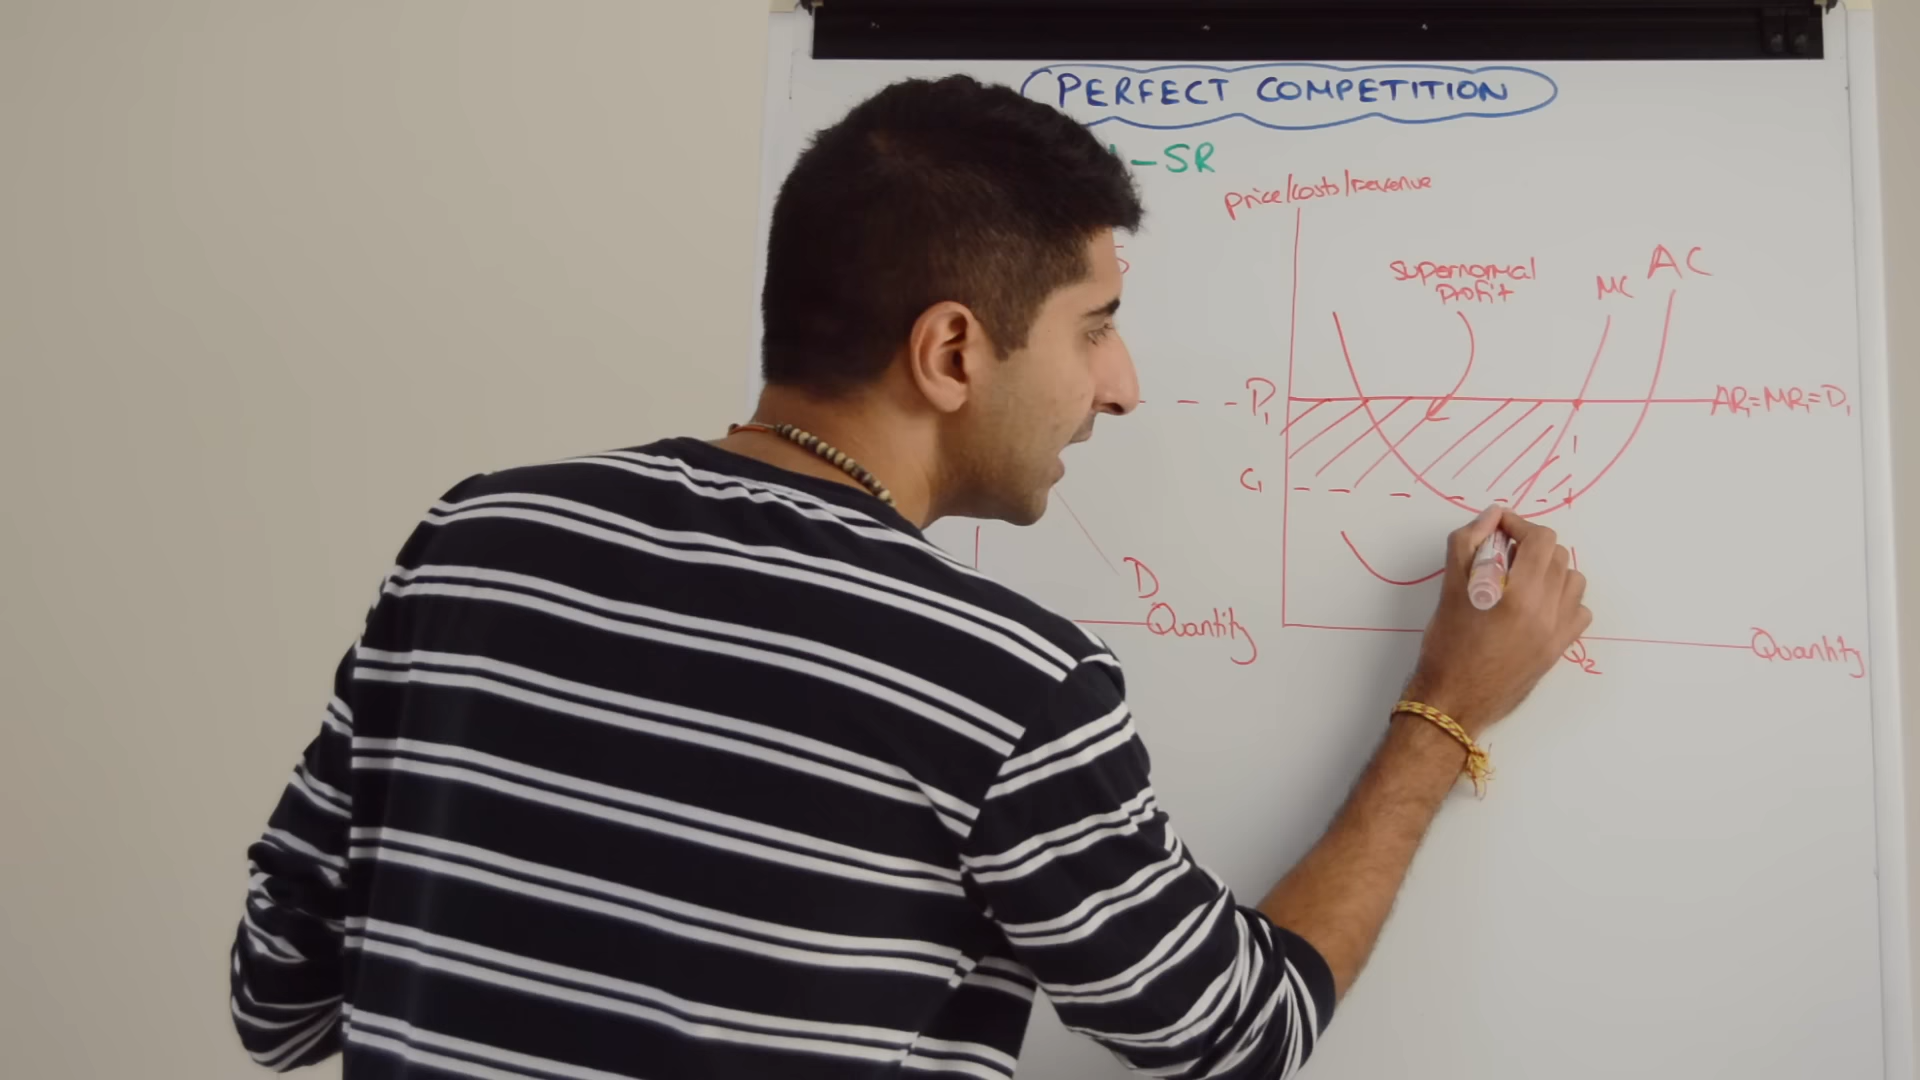 PERFECT COMPETITION
- SR
price/costs/revenue
supernormal
profit
MC
AC
P₁
AR₁=MR₁=D₁
C₁
D
Quantity
Q₂
Quantity